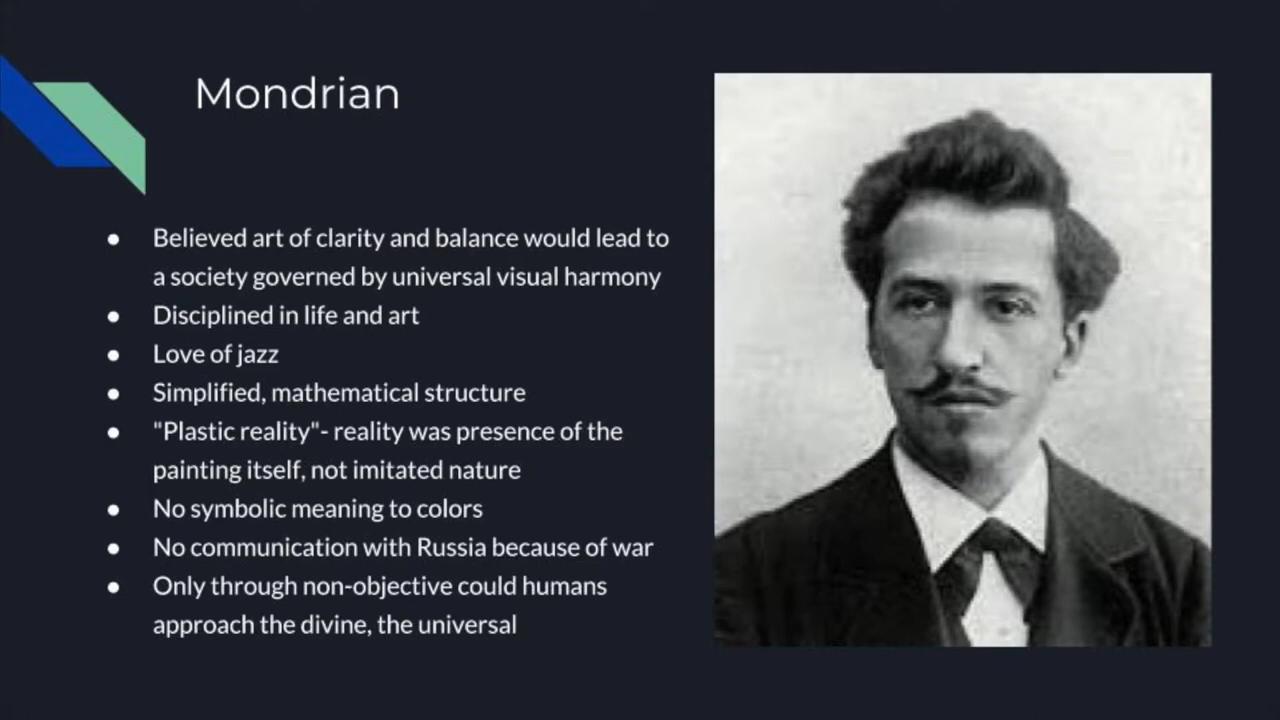 Mondrian
● Believed art of clarity and balance would lead to
a society governed by universal visual harmony
● Disciplined in life and art
● Love of jazz
● Simplified, mathematical structure
● "Plastic reality"- reality was presence of the
painting itself, not imitated nature
● No symbolic meaning to colors
● No communication with Russia because of war
● Only through non-objective could humans
approach the divine, the universal